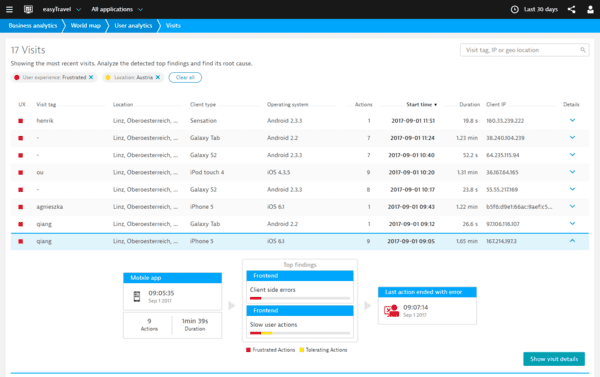 easyTravel All applications Last 30 days
Business analytics World map User analytics Visits
17 Visits
Visit tag, IP or geo location
Showing the most recent visits. Analyze the detected top findings and find its root cause.
User experience: Frustrated Location: Austria Clear all
UX Visit tag Location Client type Operating system Actions Start time ▼ Duration Client IP Details
henrik Linz, Oberoesterreich, ... Sensation Android 2.3.3 1 2017-09-01 11:51 19.8 s 160.33.239.222
- Linz, Oberoesterreich, ... Galaxy Tab Android 2.2 7 2017-09-01 11:24 1.23 min 38.240.104.239
- Linz, Oberoesterreich, ... Galaxy S2 Android 2.3.3 7 2017-09-01 10:40 52.2 s 64.235.115.94
ou Linz, Oberoesterreich, ... iPod touch 4 iOS 4.3.5 9 2017-09-01 10:20 1.31 min 36.167.64.165
- Linz, Oberoesterreich, ... Galaxy S2 Android 2.3.3 8 2017-09-01 10:17 23.8 s 55.55.217.169
agnieszka Linz, Oberoesterreich, ... iPhone 5 iOS 6.1 1 2017-09-01 09:43 1.22 min
qiang Linz, Oberoesterreich, ... Galaxy Tab Android 2.2 1 2017-09-01 09:12 26.6 s 97.106.116.107
qiang Linz, Oberoesterreich, ... iPhone 5 iOS 6.1 9 2017-09-01 09:05 1.65 min 167.214.197.3
Top findings
Mobile app
09:05:35
Sep 1 2017
9 Actions
1min 39s Duration
Frontend
Client side errors
Frontend
Slow user actions
Frustrated Actions Tolerating Actions
Last action ended with error
09:07:14
Sep 1 2017
Show visit details